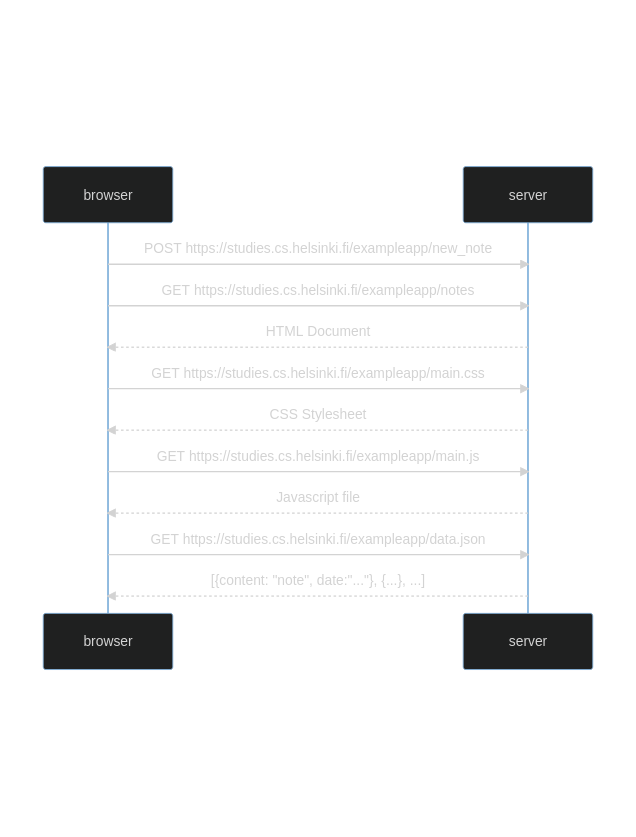 browser
server
POST https://studies.cs.helsinki.fi/exampleapp/new_note
GET https://studies.cs.helsinki.fi/exampleapp/notes
HTML Document
GET https://studies.cs.helsinki.fi/exampleapp/main.css
CSS Stylesheet
GET https://studies.cs.helsinki.fi/exampleapp/main.js
Javascript file
GET https://studies.cs.helsinki.fi/exampleapp/data.json
[{content: "note", date:"..."}, {...}, ...]
browser
server